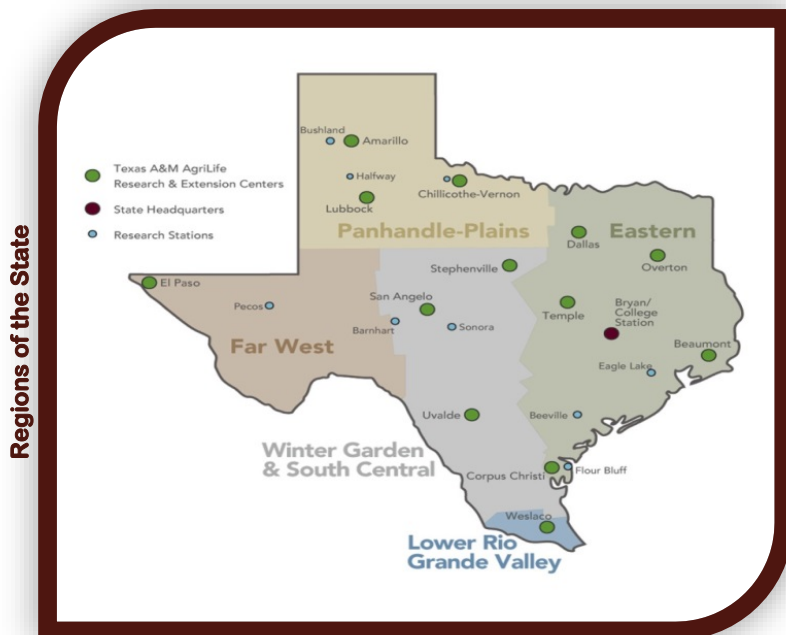 Regions of the State
Texas A&M AgriLife
Research & Extension Centers
State Headquarters
Research Stations
Bushland
Amarillo
Halfway
Lubbock
Chillicothe-Vernon
Panhandle-Plains
Dallas
Eastern
Overton
Stephenville
El Paso
Pecos
San Angelo
Barnhart
Sonora
Temple
Bryan/
College
Station
Far West
Beaumont
Eagle Lake
Uvalde
Beeville
Winter Garden
& South Central
Corpus Christi
Flour Bluff
Weslaco
Lower Rio
Grande Valley